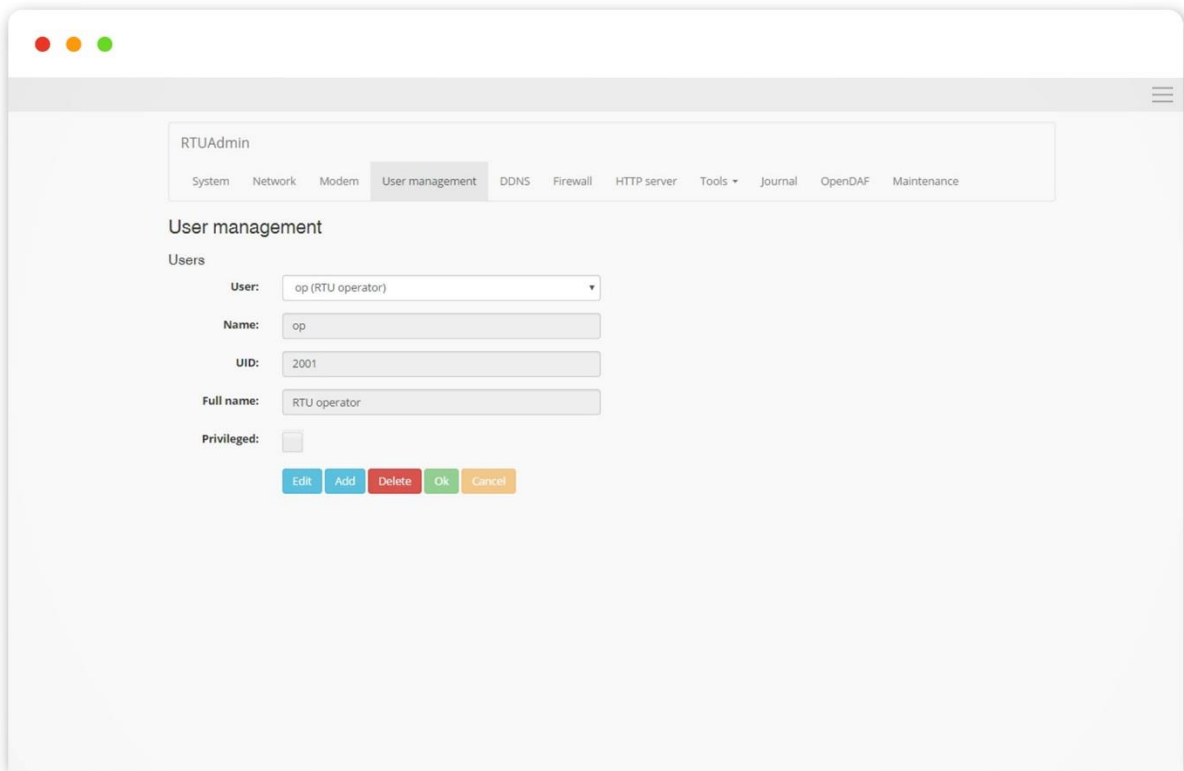 RTUAdmin
System Network Modem User management DDNS Firewall HTTP server Tools Journal OpenDAF Maintenance
User management
Users
User: op (RTU operator)
Name: op
UID: 2001
Full name: RTU operator
Privileged:
Edit Add Delete Ok Cancel